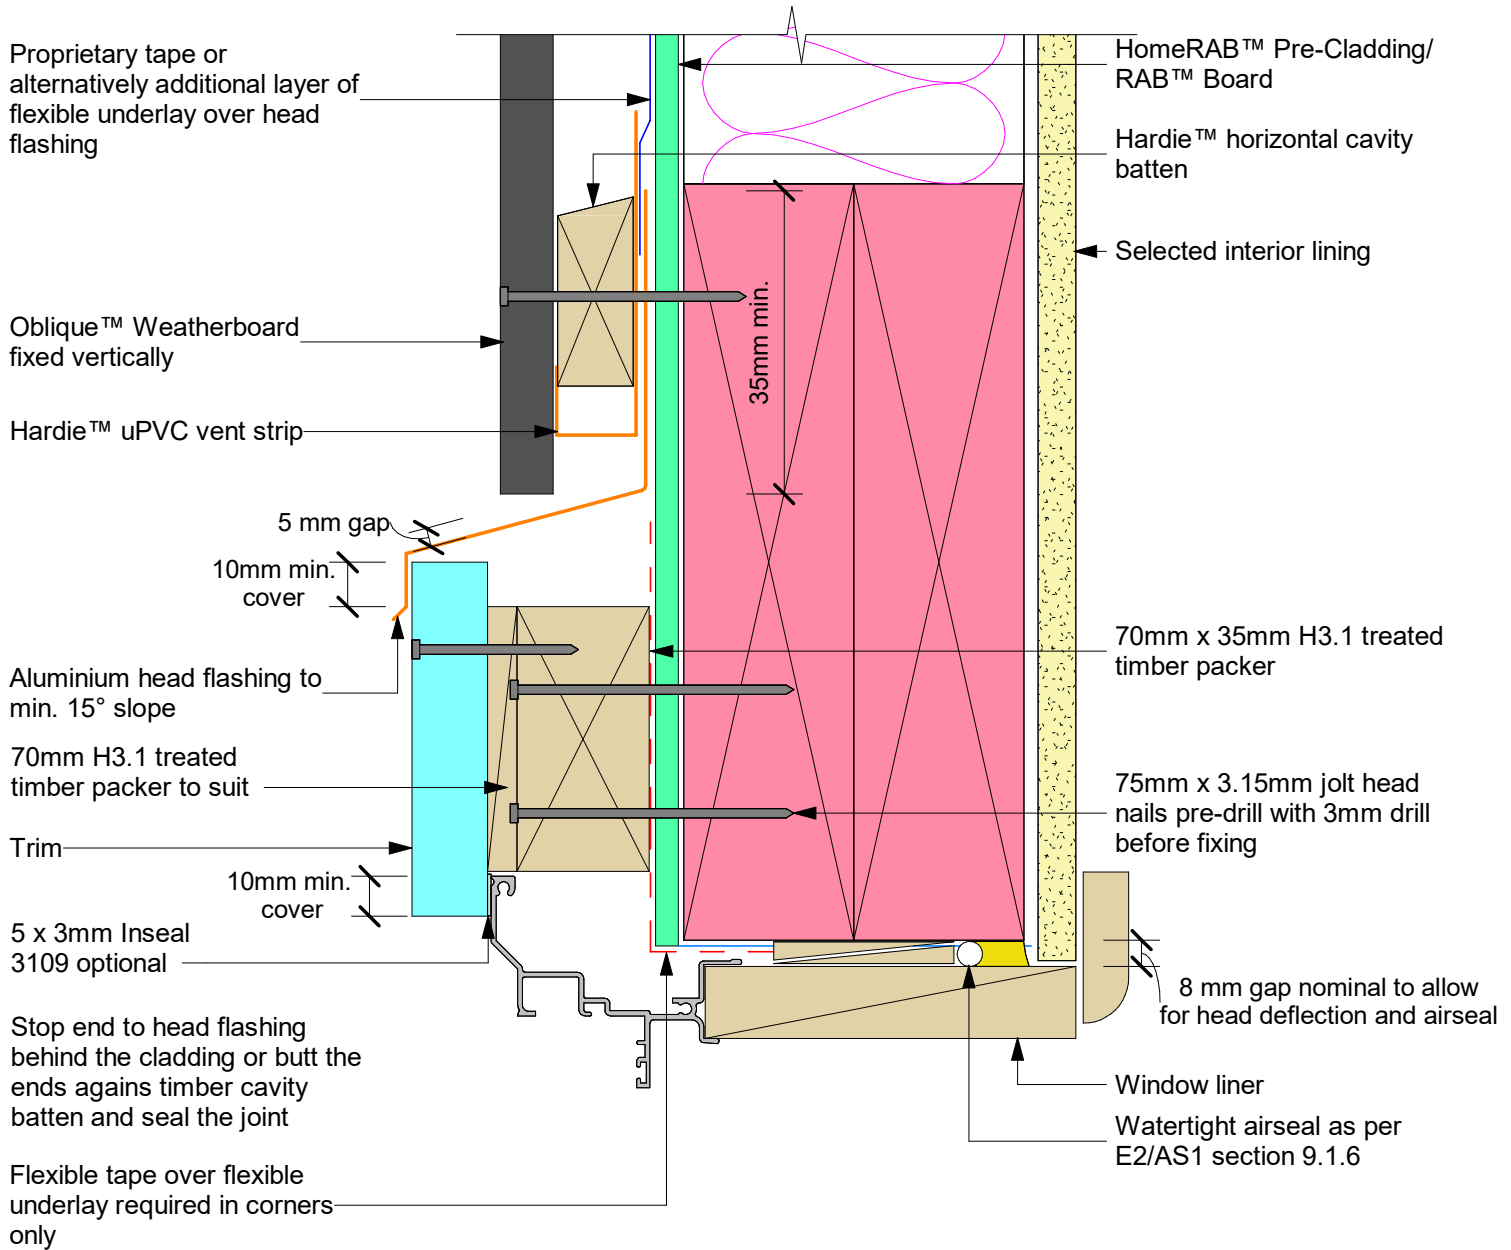 Proprietary tape or
alternatively additional layer of
flexible underlay over head
flashing
Oblique™ Weatherboard
fixed vertically
Hardie™ uPVC vent strip
5 mm gap
10mm min.
cover
Aluminium head flashing to
min. 15° slope
70mm H3.1 treated
timber packer to suit
Trim
10mm min.
cover
5 x 3mm Inseal
3109 optional
Stop end to head flashing
behind the cladding or butt the
ends agains timber cavity
batten and seal the joint
Flexible tape over flexible
underlay required in corners
only
35mm min.
HomeRAB™ Pre-Cladding/
RAB™ Board
Hardie™ horizontal cavity
batten
Selected interior lining
70mm x 35mm H3.1 treated
timber packer
75mm x 3.15mm jolt head
nails pre-drill with 3mm drill
before fixing
8 mm gap nominal to allow
for head deflection and airseal
Window liner
Watertight airseal as per
E2/AS1 section 9.1.6